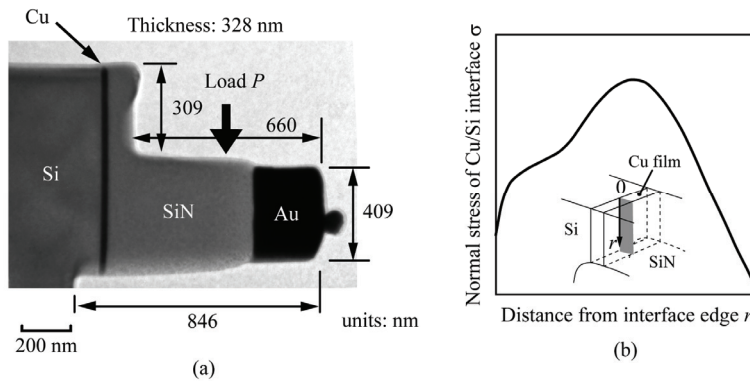 (a)
Cu
Thickness: 328 nm
Load P
309
660
Si
SiN
Au
409
846
units: nm
200 nm
(a)
(b)
Normal stress of Cu/Si interface σ
Cu film
0
Si
r
SiN
Distance from interface edge r
(b)